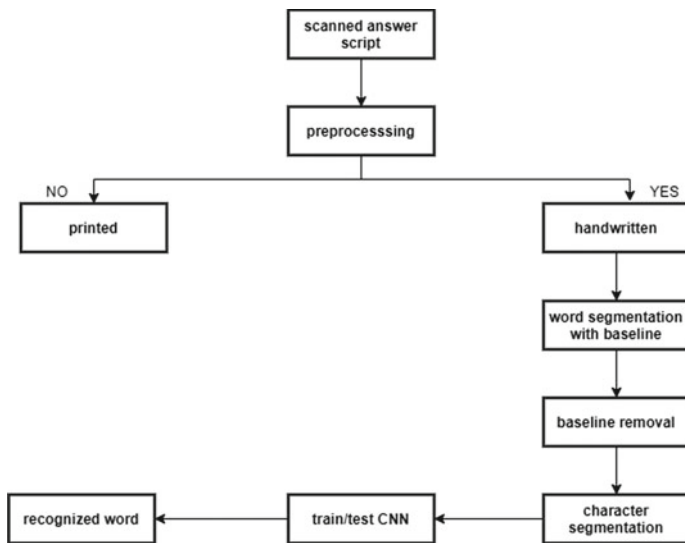 scanned answer
script
preprocesssing
NO
YES
printed
handwritten
word segmentation
with baseline
baseline removal
recognized word
train/test CNN
character
segmentation